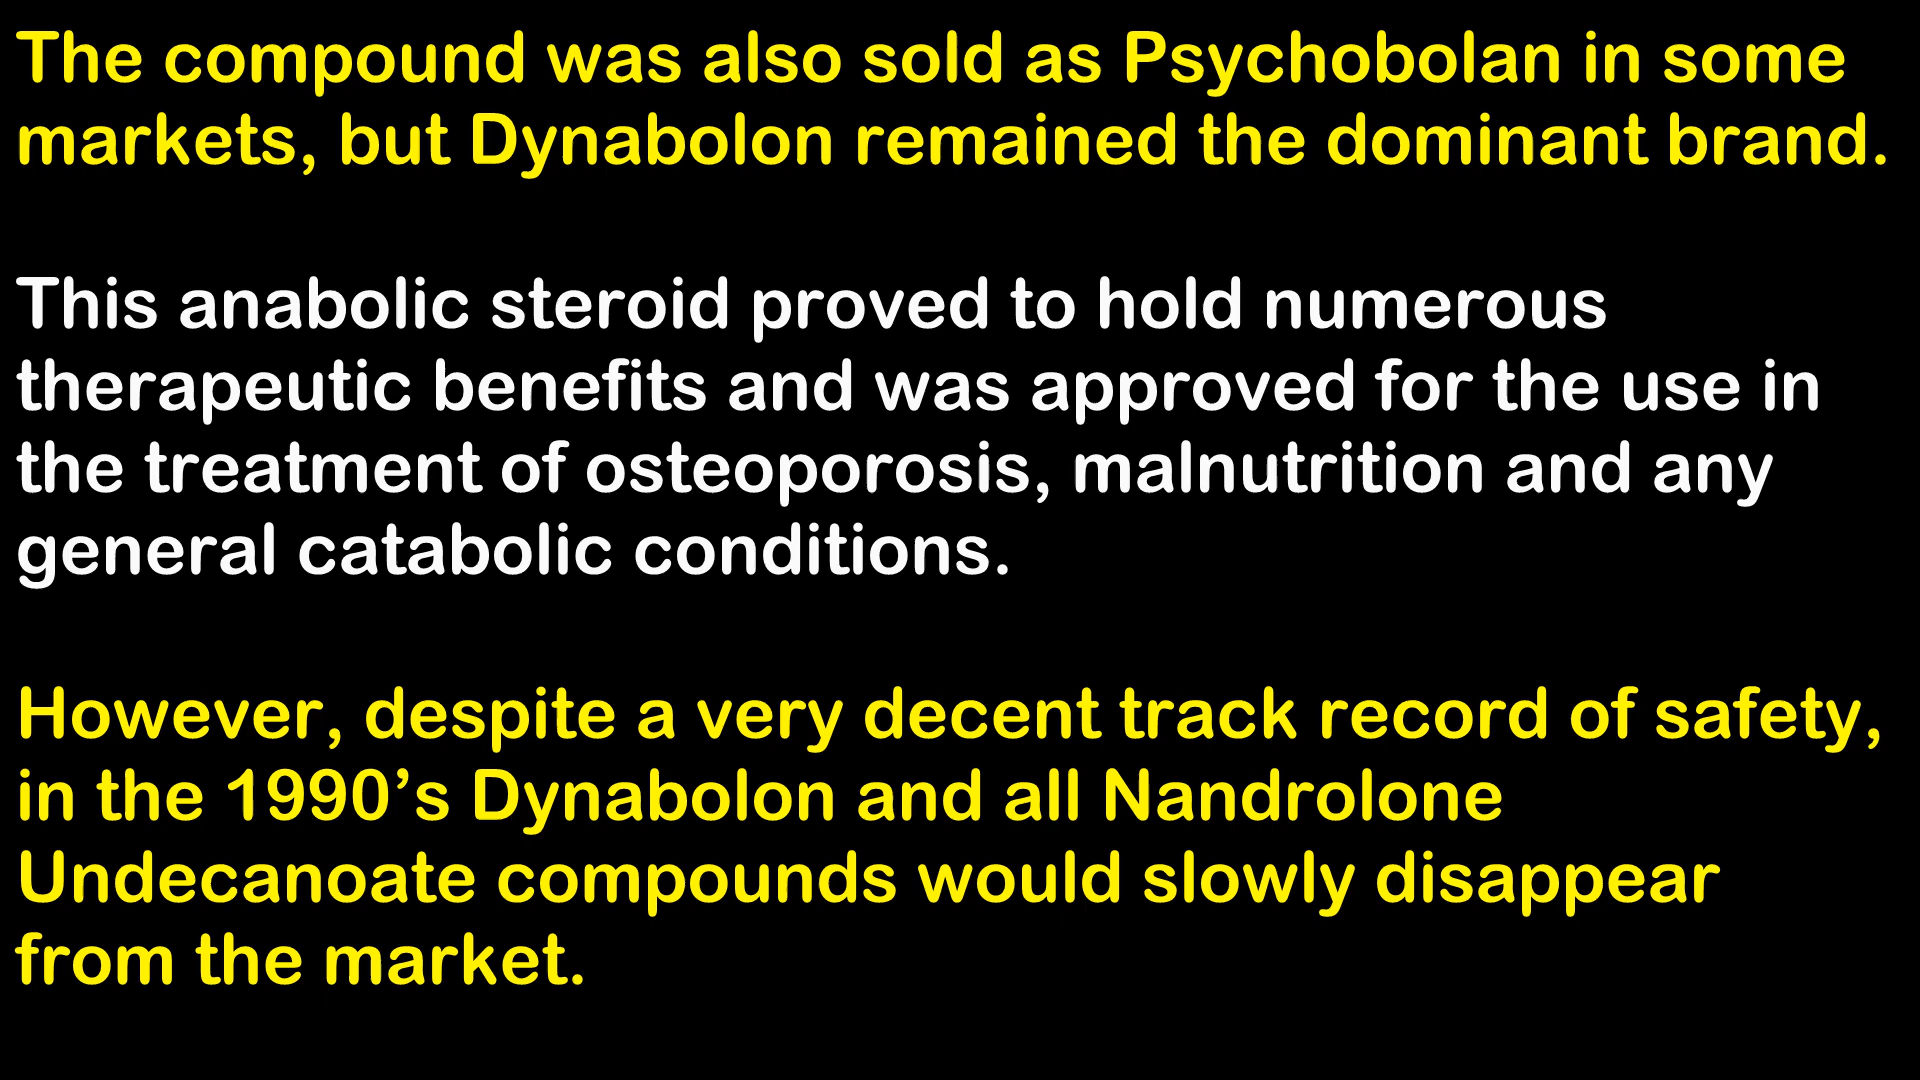 The compound was also sold as Psychobolan in some
markets, but Dynabolon remained the dominant brand.
This anabolic steroid proved to hold numerous
therapeutic benefits and was approved for the use in
the treatment of osteoporosis, malnutrition and any
general catabolic conditions.
However, despite a very decent track record of safety,
in the 1990’s Dynabolon and all Nandrolone
Undecanoate compounds would slowly disappear
from the market.